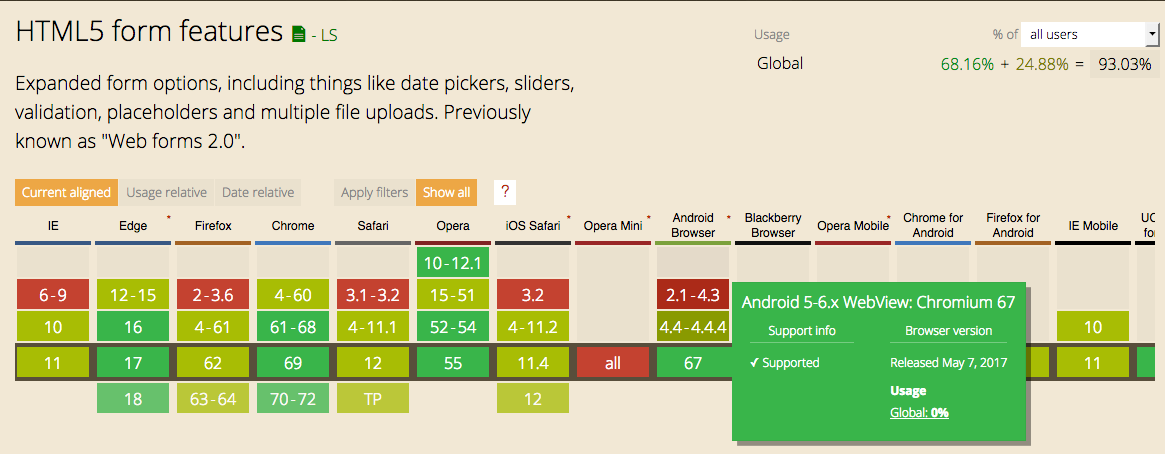 HTML5 form features - LS
Usage % of all users
Global 68.16% + 24.88% = 93.03%
Expanded form options, including things like date pickers, sliders,
validation, placeholders and multiple file uploads. Previously
known as "Web forms 2.0".
Current aligned Usage relative Date relative Apply filters Show all ?
IE Edge * Firefox Chrome Safari Opera iOS Safari * Opera Mini * Android Browser * Blackberry Browser Opera Mobile * Chrome for Android Firefox for Android IE Mobile UC
10-12.1
6-9 12-15 2-3.6 4-60 3.1-3.2 15-51 3.2 2.1-4.3
10 16 4-61 61-68 4-11.1 52-54 4-11.2 4.4-4.4.4 10
11 17 62 69 12 55 11.4 all 67 11
18 63-64 70-72 TP 12
Android 5-6.x WebView: Chromium 67
Support info Browser version
✓ Supported Released May 7, 2017
Usage
Global: 0%